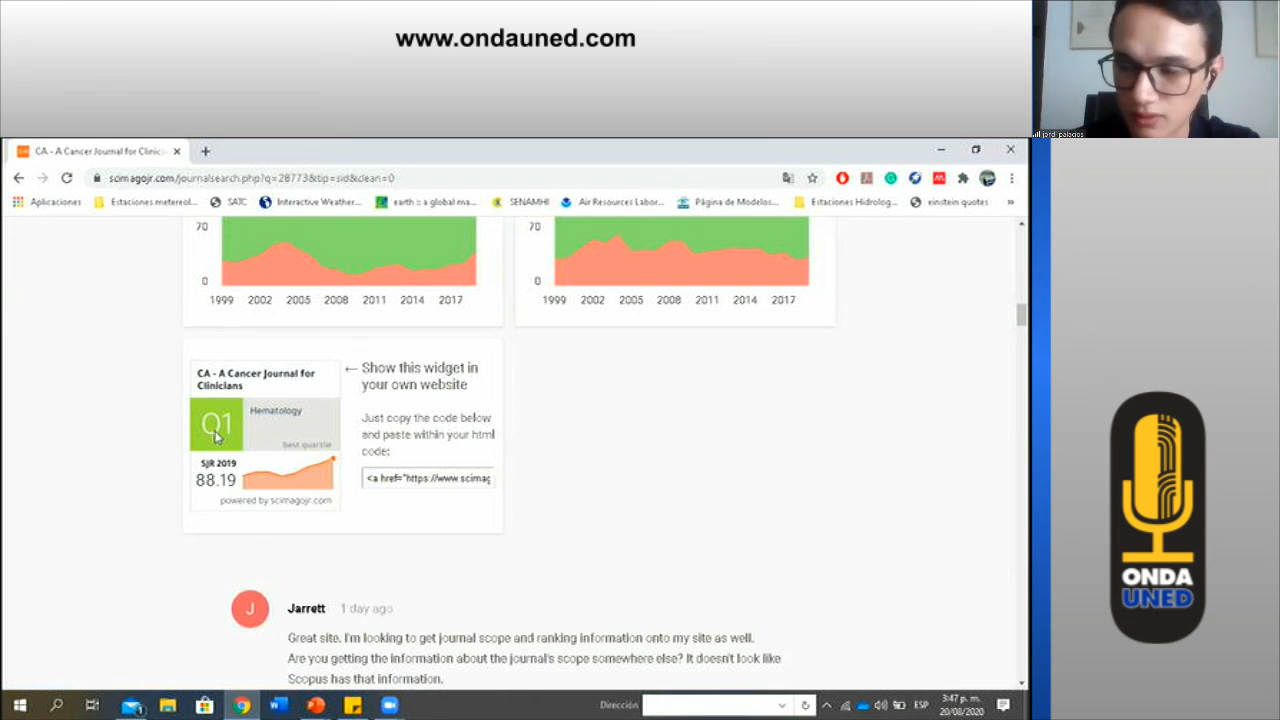 www.ondauned.com
jord_palacios
CA - A Cancer Journal for Clinic
scimagojr.com/journalsearch.php?q=28773&tip=sid&clean=0
Aplicaciones
Estaciones metereol...
SATC
Interactive Weather...
earth :: a global ma...
SENAMHI
Air Resources Labor...
Página de Modelos...
Estaciones Hidrolog...
einstein quotes
»
70
0
1999 2002 2005 2008 2011 2014 2017
70
0
1999 2002 2005 2008 2011 2014 2017
CA - A Cancer Journal for
Clinicians
Q1
Hematology
best quartile
SJR 2019
88.19
powered by scimagojr.com
← Show this widget in
your own website
Just copy the code below
and paste within your html
code:
<a href="https://www.scimag
J
Jarrett 1 day ago
Great site. I'm looking to get journal scope and ranking information onto my site as well.
Are you getting the information about the journal's scope somewhere else? It doesn't look like
Scopus has that information.
Dirección
ESP
3:47 p. m.
20/08/2020
ONDA
UNED